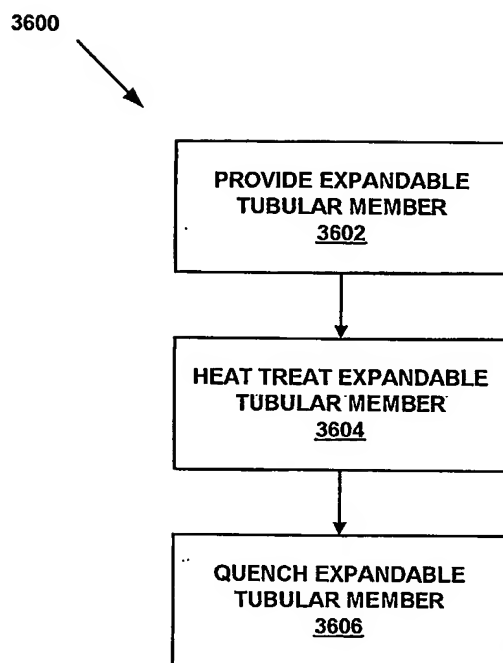 3600
PROVIDE EXPANDABLE
TUBULAR MEMBER
3602
HEAT TREAT EXPANDABLE
TUBULAR MEMBER
3604
QUENCH EXPANDABLE
TUBULAR MEMBER
3606